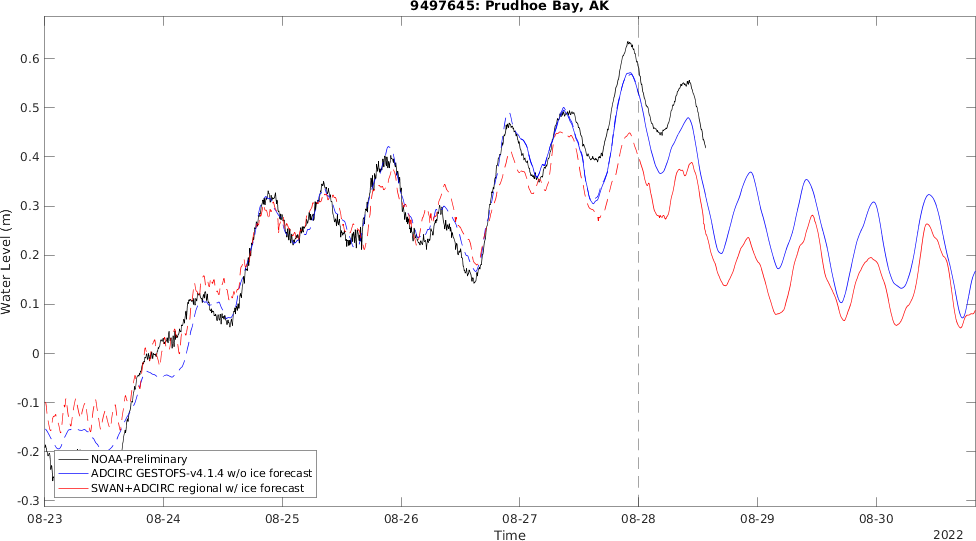 9497645: Prudhoe Bay, AK
0.6
0.5
0.4
0.3
0.2
0.1
0
-0.1
-0.2
-0.3
Water Level (m)
NOAA-Preliminary
ADCIRC GESTOFS-v4.1.4 w/o ice forecast
SWAN+ADCIRC regional w/ ice forecast
08-23 08-24 08-25 08-26 08-27 08-28 08-29 08-30
Time
2022